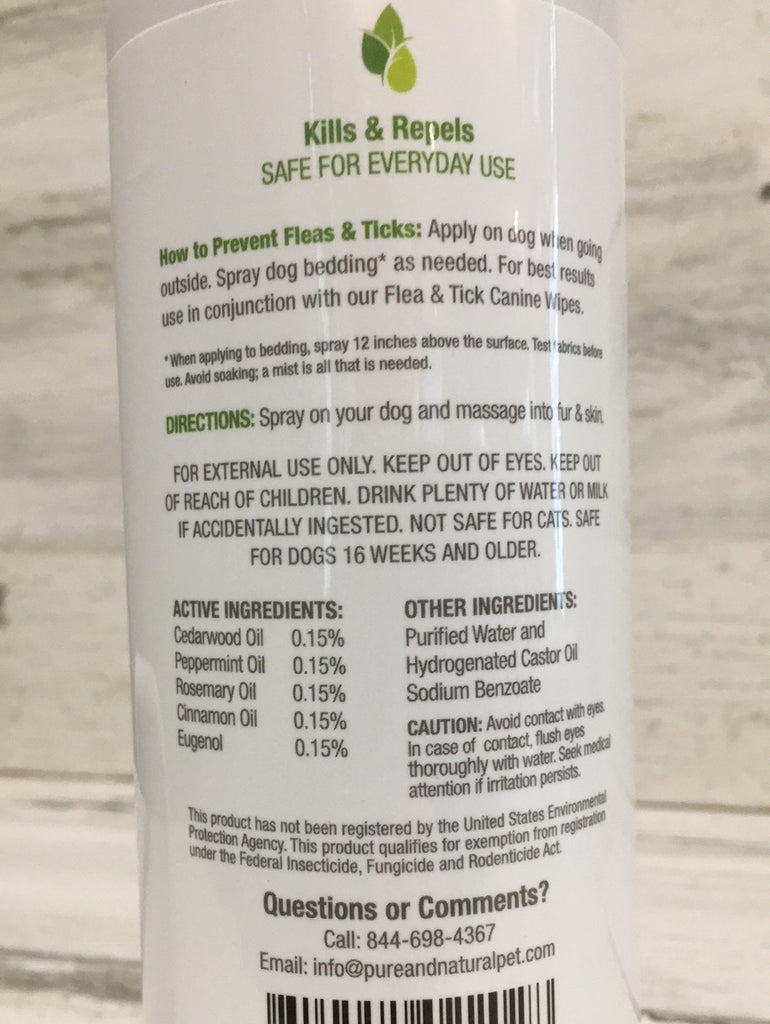 Kills & Repels
SAFE FOR EVERYDAY USE
How to Prevent Fleas & Ticks: Apply on dog when going
outside. Spray dog bedding* as needed. For best results
use in conjunction with our Flea & Tick Canine Wipes.
*When applying to bedding, spray 12 inches above the surface. Test fabrics before
use. Avoid soaking; a mist is all that is needed.
DIRECTIONS: Spray on your dog and massage into fur & skin.
FOR EXTERNAL USE ONLY. KEEP OUT OF EYES. KEEP OUT
OF REACH OF CHILDREN. DRINK PLENTY OF WATER OR MILK
IF ACCIDENTALLY INGESTED. NOT SAFE FOR CATS. SAFE
FOR DOGS 16 WEEKS AND OLDER.
ACTIVE INGREDIENTS:
Cedarwood Oil 0.15%
Peppermint Oil 0.15%
Rosemary Oil 0.15%
Cinnamon Oil 0.15%
Eugenol 0.15%
OTHER INGREDIENTS:
Purified Water and
Hydrogenated Castor Oil
Sodium Benzoate
CAUTION: Avoid contact with eyes.
In case of contact, flush eyes
thoroughly with water. Seek medical
attention if irritation persists.
This product has not been registered by the United States Environmental
Protection Agency. This product qualifies for exemption from registration
under the Federal Insecticide, Fungicide and Rodenticide Act.
Questions or Comments?
Call: 844-698-4367
Email: info@pureandnaturalpet.com